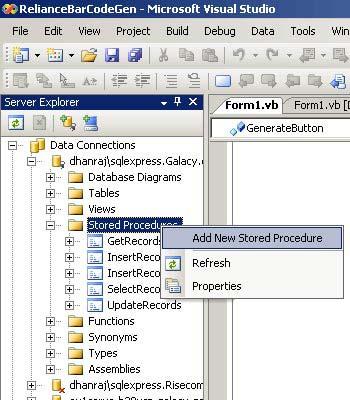 RelianceBarCodeGen - Microsoft Visual Studio
File Edit View Project Build Debug Data Tools
Server Explorer
Form1.vb Form1.vb [D
GenerateButton
Data Connections
dhanraj\sqlexpress.Galacy.
Database Diagrams
Tables
Views
Stored Procedures
Add New Stored Procedure
GetRecords
InsertReco
Refresh
InsertReco
SelectReco
Properties
UpdateRecords
Functions
Synonyms
Types
Assemblies
dhanraj\sqlexpress.Risecom